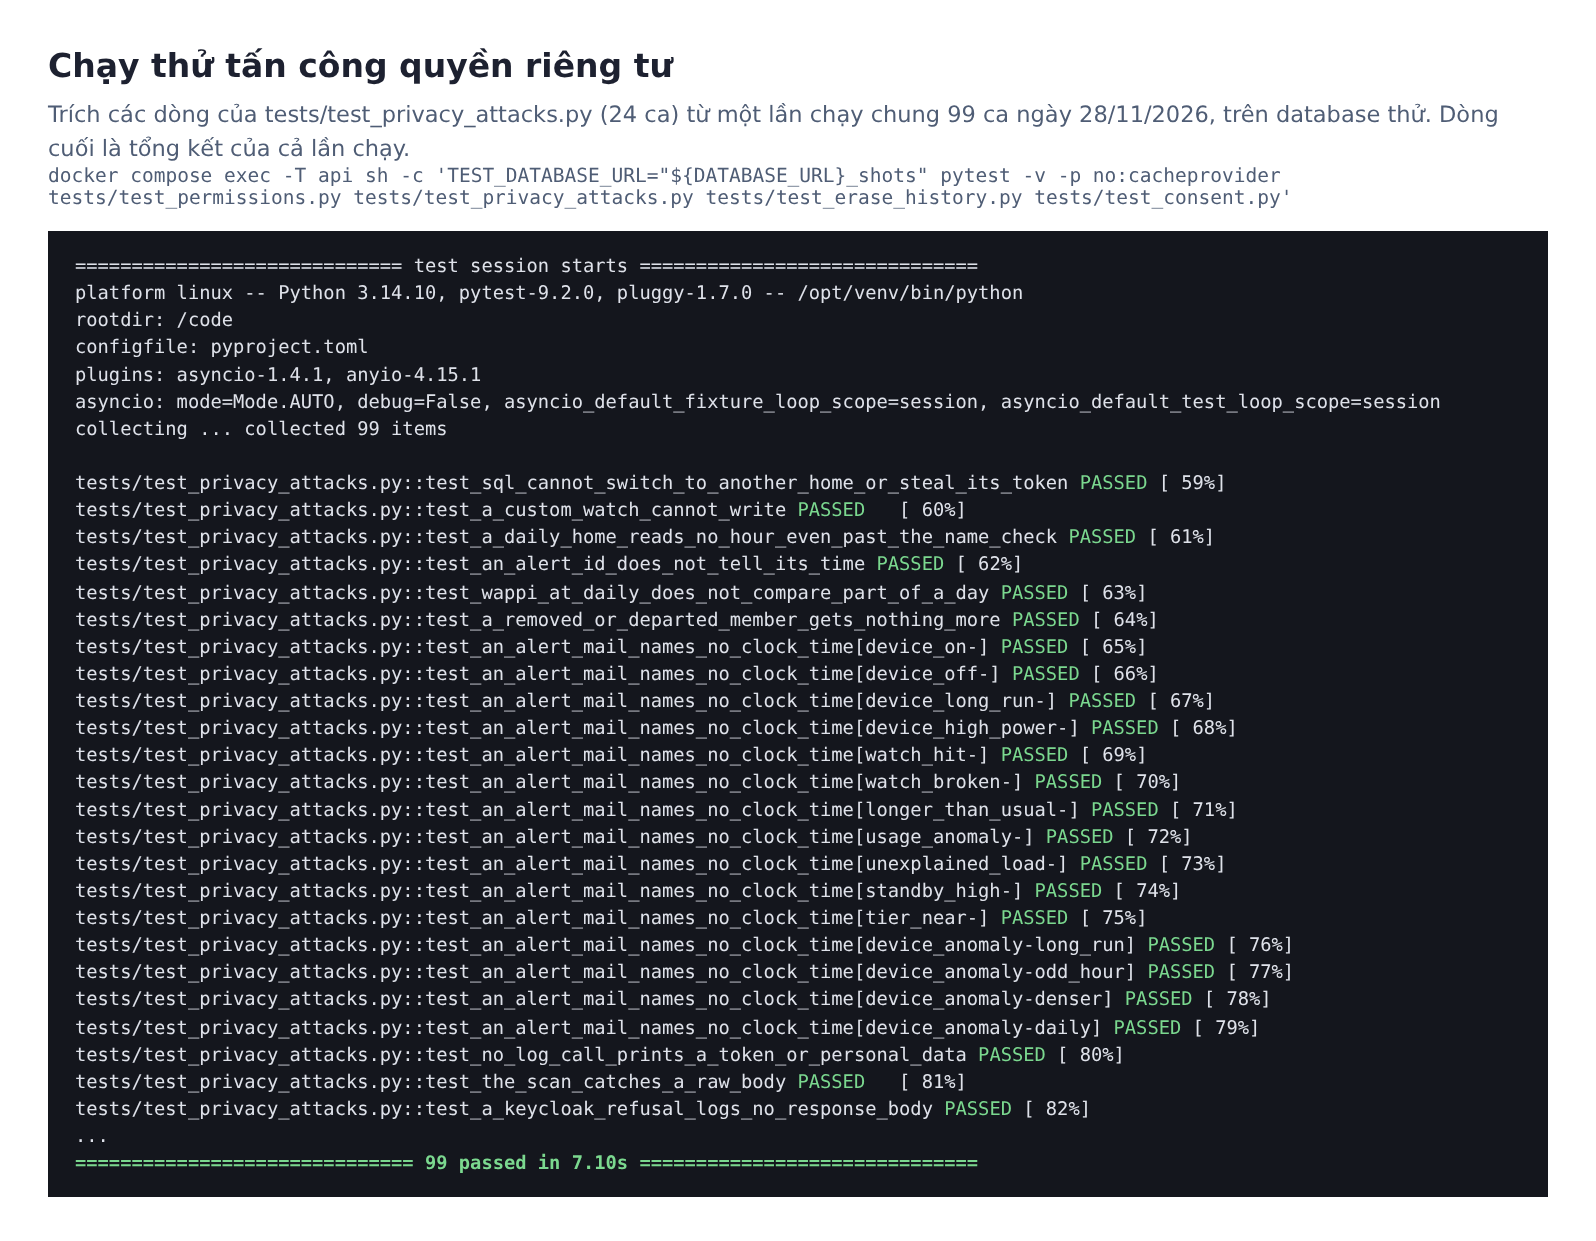 Chạy thử tấn công quyền riêng tư
Trích các dòng của tests/test_privacy_attacks.py (24 ca) từ một lần chạy chung 99 ca ngày 28/11/2026, trên database thử. Dòng
cuối là tổng kết của cả lần chạy.
docker compose exec -T api sh -c 'TEST_DATABASE_URL="${DATABASE_URL}_shots" pytest -v -p no:cacheprovider
tests/test_permissions.py tests/test_privacy_attacks.py tests/test_erase_history.py tests/test_consent.py'
============================= test session starts ==============================
platform linux -- Python 3.14.10, pytest-9.2.0, pluggy-1.7.0 -- /opt/venv/bin/python
rootdir: /code
configfile: pyproject.toml
plugins: asyncio-1.4.1, anyio-4.15.1
asyncio: mode=Mode.AUTO, debug=False, asyncio_default_fixture_loop_scope=session, asyncio_default_test_loop_scope=session
collecting ... collected 99 items
tests/test_privacy_attacks.py::test_sql_cannot_switch_to_another_home_or_steal_its_token PASSED [ 59%]
tests/test_privacy_attacks.py::test_a_custom_watch_cannot_write PASSED   [ 60%]
tests/test_privacy_attacks.py::test_a_daily_home_reads_no_hour_even_past_the_name_check PASSED [ 61%]
tests/test_privacy_attacks.py::test_an_alert_id_does_not_tell_its_time PASSED [ 62%]
tests/test_privacy_attacks.py::test_wappi_at_daily_does_not_compare_part_of_a_day PASSED [ 63%]
tests/test_privacy_attacks.py::test_a_removed_or_departed_member_gets_nothing_more PASSED [ 64%]
tests/test_privacy_attacks.py::test_an_alert_mail_names_no_clock_time[device_on-] PASSED [ 65%]
tests/test_privacy_attacks.py::test_an_alert_mail_names_no_clock_time[device_off-] PASSED [ 66%]
tests/test_privacy_attacks.py::test_an_alert_mail_names_no_clock_time[device_long_run-] PASSED [ 67%]
tests/test_privacy_attacks.py::test_an_alert_mail_names_no_clock_time[device_high_power-] PASSED [ 68%]
tests/test_privacy_attacks.py::test_an_alert_mail_names_no_clock_time[watch_hit-] PASSED [ 69%]
tests/test_privacy_attacks.py::test_an_alert_mail_names_no_clock_time[watch_broken-] PASSED [ 70%]
tests/test_privacy_attacks.py::test_an_alert_mail_names_no_clock_time[longer_than_usual-] PASSED [ 71%]
tests/test_privacy_attacks.py::test_an_alert_mail_names_no_clock_time[usage_anomaly-] PASSED [ 72%]
tests/test_privacy_attacks.py::test_an_alert_mail_names_no_clock_time[unexplained_load-] PASSED [ 73%]
tests/test_privacy_attacks.py::test_an_alert_mail_names_no_clock_time[standby_high-] PASSED [ 74%]
tests/test_privacy_attacks.py::test_an_alert_mail_names_no_clock_time[tier_near-] PASSED [ 75%]
tests/test_privacy_attacks.py::test_an_alert_mail_names_no_clock_time[device_anomaly-long_run] PASSED [ 76%]
tests/test_privacy_attacks.py::test_an_alert_mail_names_no_clock_time[device_anomaly-odd_hour] PASSED [ 77%]
tests/test_privacy_attacks.py::test_an_alert_mail_names_no_clock_time[device_anomaly-denser] PASSED [ 78%]
tests/test_privacy_attacks.py::test_an_alert_mail_names_no_clock_time[device_anomaly-daily] PASSED [ 79%]
tests/test_privacy_attacks.py::test_no_log_call_prints_a_token_or_personal_data PASSED [ 80%]
tests/test_privacy_attacks.py::test_the_scan_catches_a_raw_body PASSED   [ 81%]
tests/test_privacy_attacks.py::test_a_keycloak_refusal_logs_no_response_body PASSED [ 82%]
...
============================== 99 passed in 7.10s ==============================